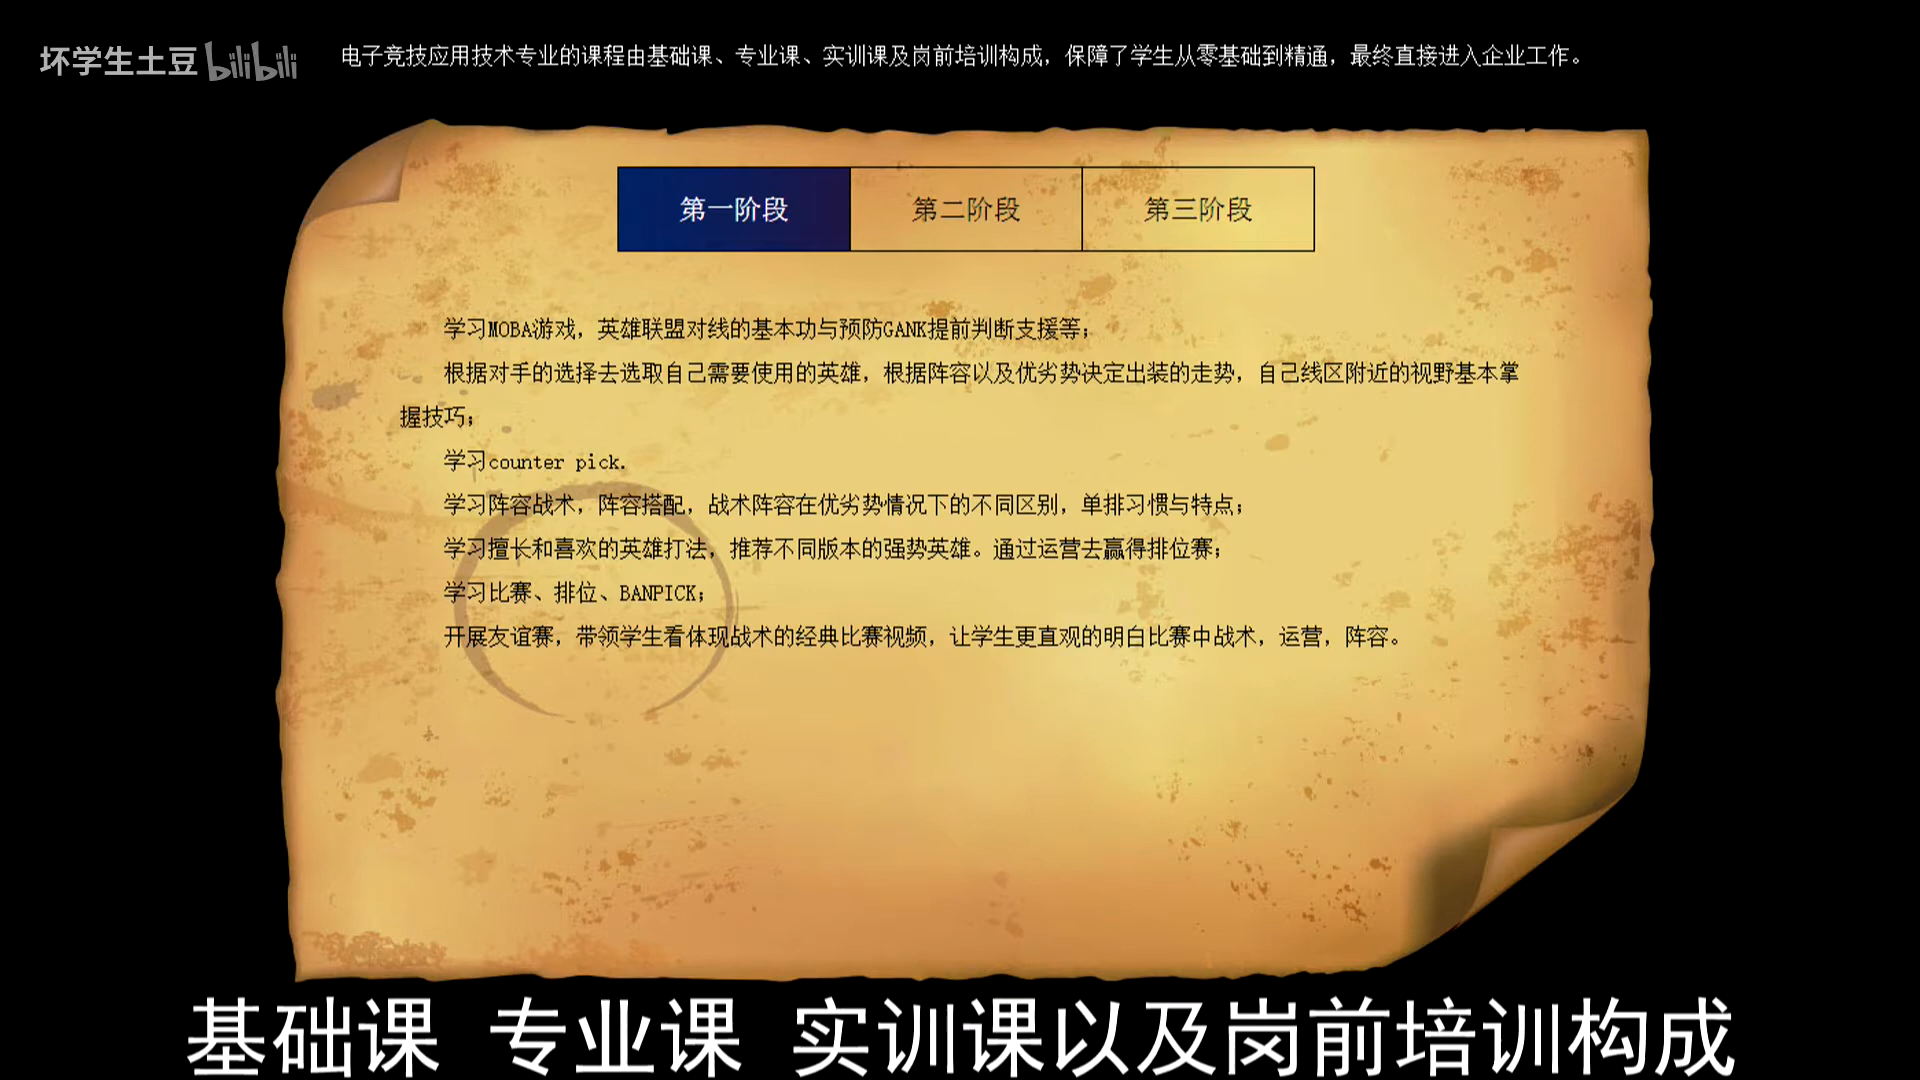 坏学生土豆 bilibili
电子竞技应用技术专业的课程由基础课、专业课、实训课及岗前培训构成，保障了学生从零基础到精通，最终直接进入企业工作。
第一阶段 第二阶段 第三阶段
学习MOBA游戏，英雄联盟对线的基本功与预防GANK提前判断支援等；
根据对手的选择去选取自己需要使用的英雄，根据阵容以及优劣势决定出装的走势，自己线区附近的视野基本掌
握技巧；
学习counter pick.
学习阵容战术，阵容搭配，战术阵容在优劣势情况下的不同区别，单排习惯与特点；
学习擅长和喜欢的英雄打法，推荐不同版本的强势英雄。通过运营去赢得排位赛；
学习比赛、排位、BANPICK；
开展友谊赛，带领学生看体现战术的经典比赛视频，让学生更直观的明白比赛中战术，运营，阵容。
基础课 专业课 实训课以及岗前培训构成